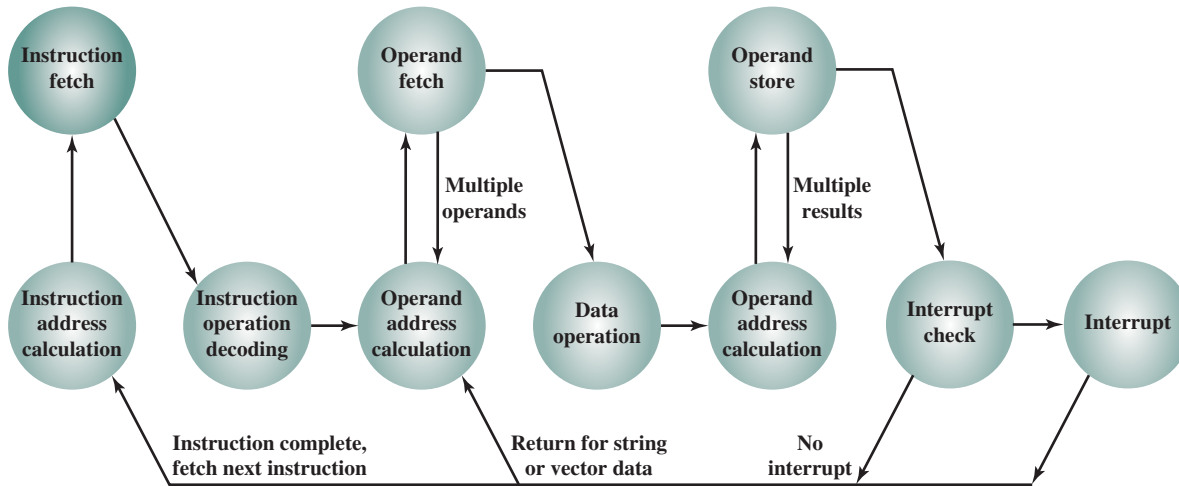 Instruction
fetch
Operand
fetch
Operand
store
Multiple
operands
Multiple
results
Instruction
address
calculation
Instruction
operation
decoding
Operand
address
calculation
Data
operation
Operand
address
calculation
Interrupt
check
Interrupt
Instruction complete,
fetch next instruction
Return for string
or vector data
No
interrupt